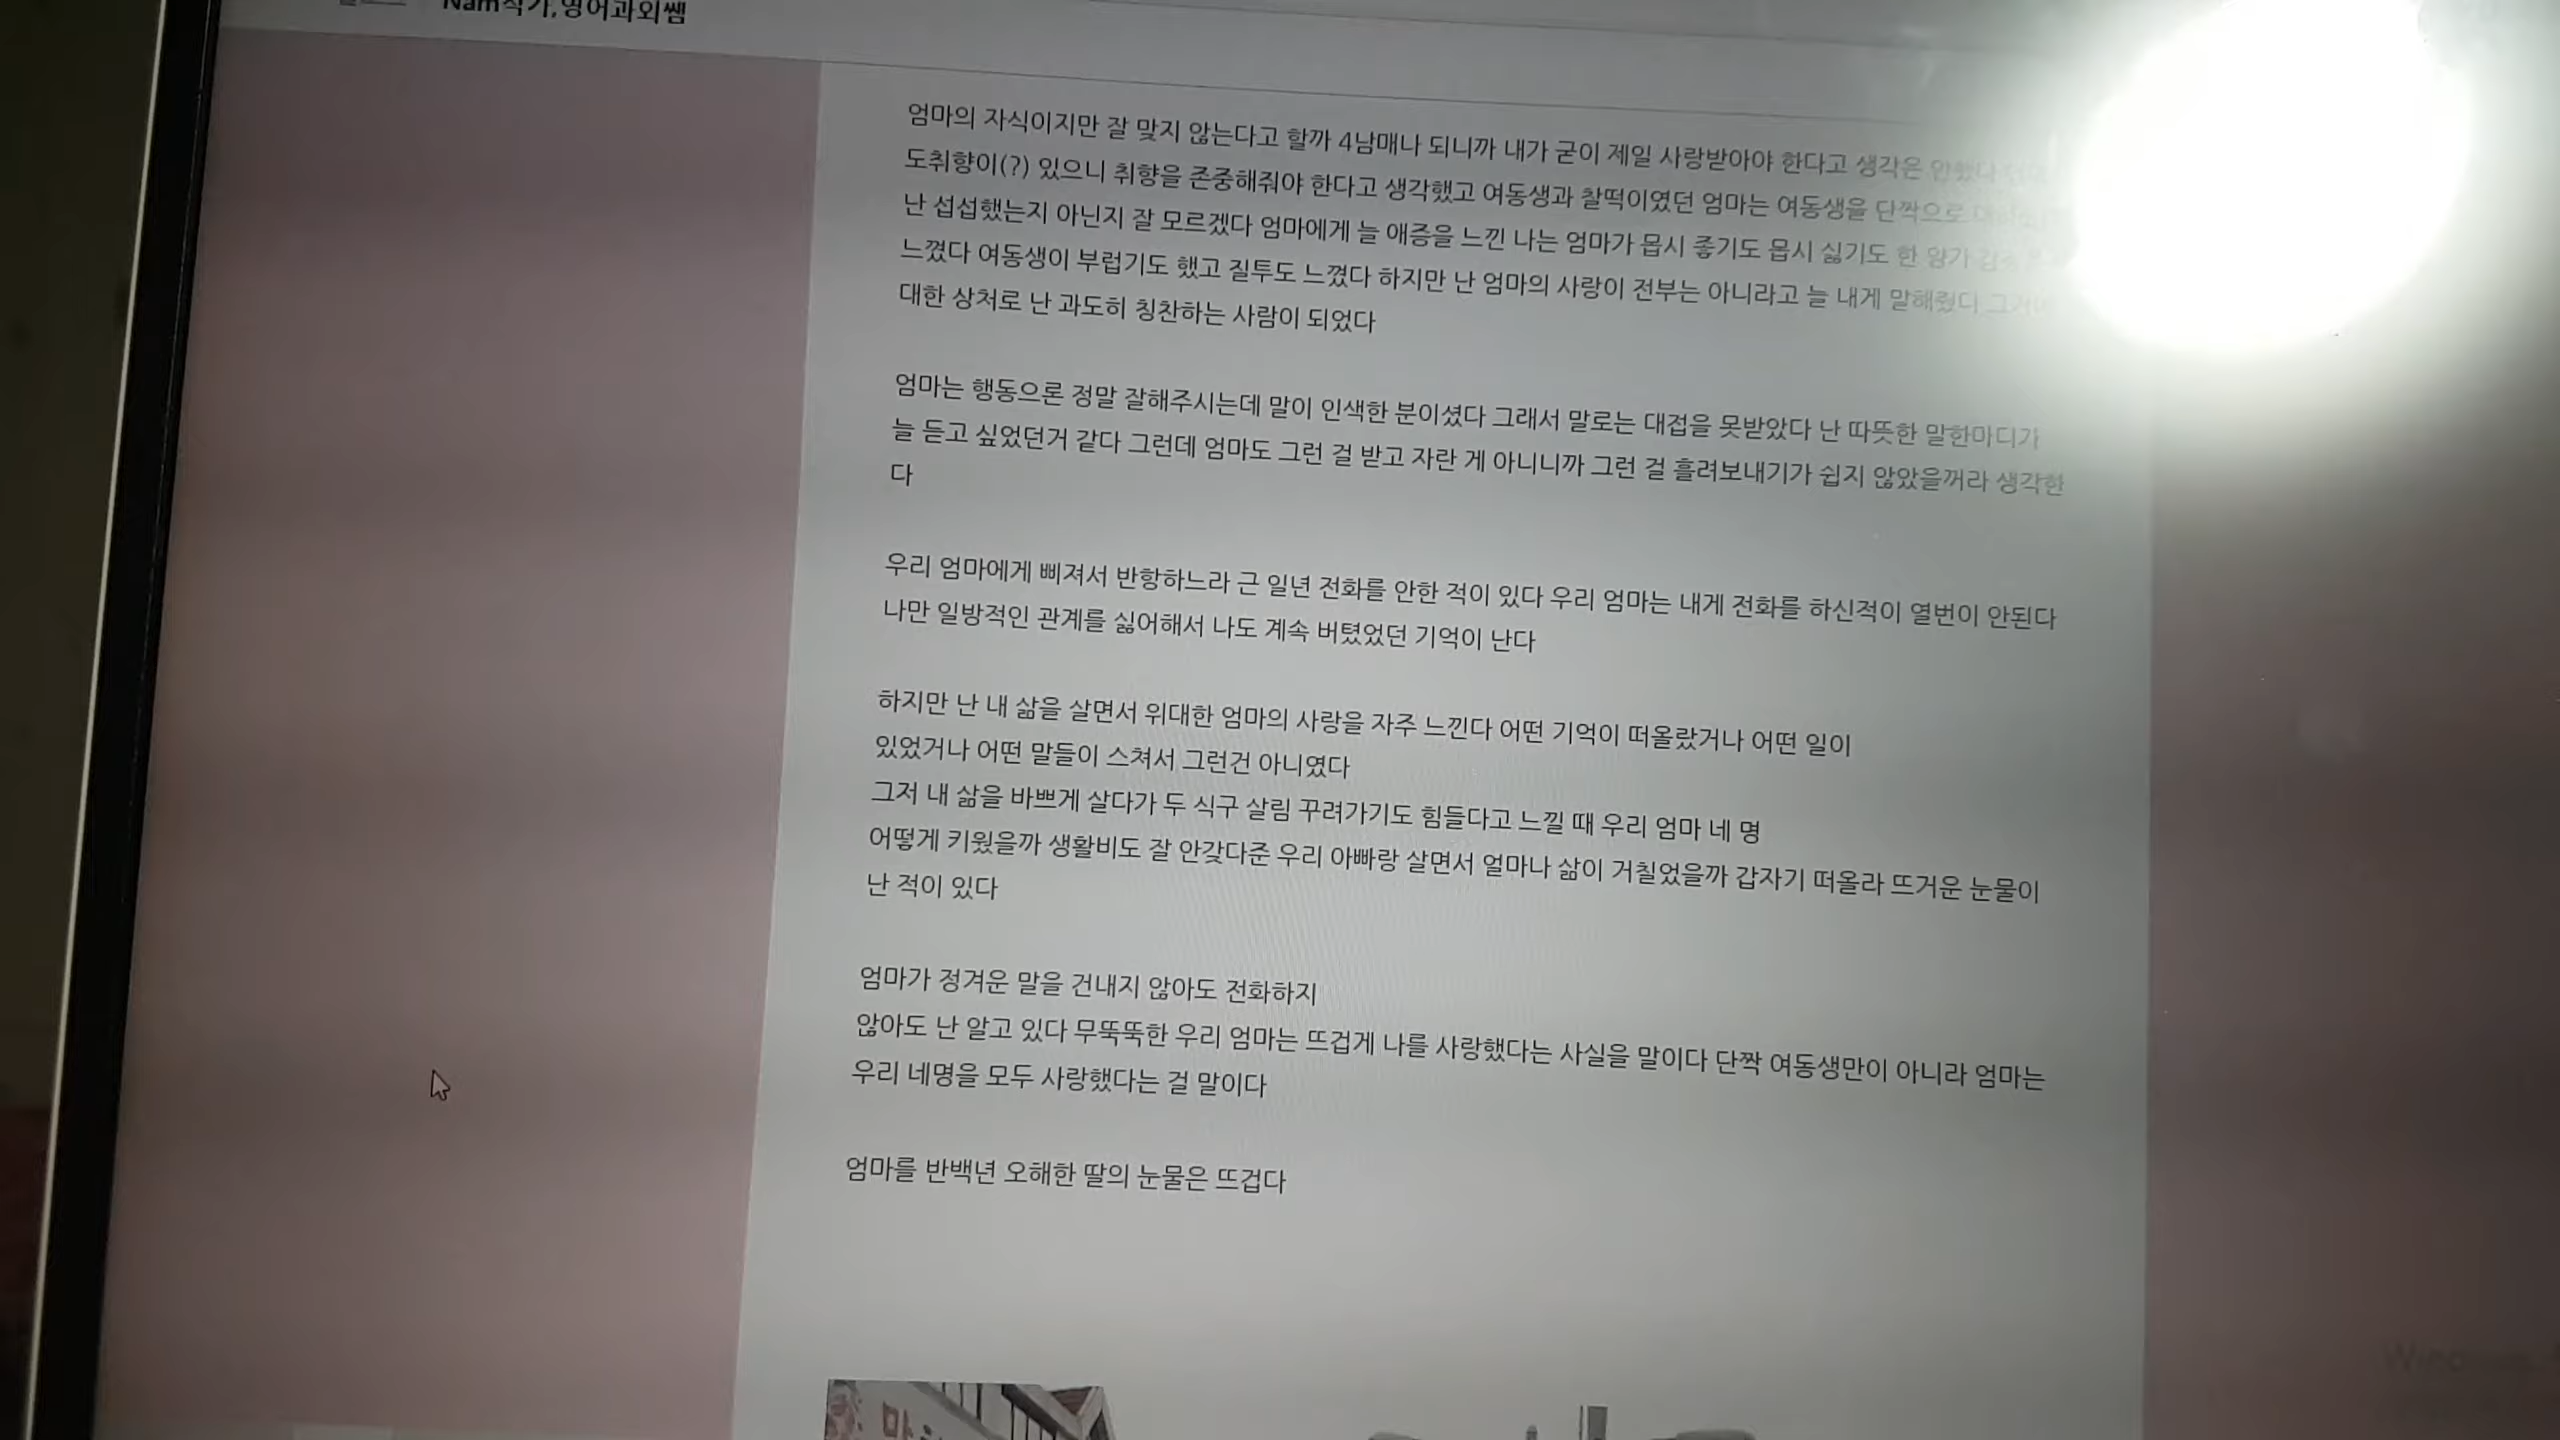 Nam작가,영어과외쌤
엄마의 자식이지만 잘 맞지 않는다고 할까 4남매나 되니까 내가 굳이 제일 사랑받아야 한다고 생각은 안했다
도취향이(?) 있으니 취향을 존중해줘야 한다고 생각했고 여동생과 찰떡이였던 엄마는 여동생을 단짝으로
난 섭섭했는지 아닌지 잘 모르겠다 엄마에게 늘 애증을 느낀 나는 엄마가 몹시 좋기도 몹시 싫기도 한
느꼈다 여동생이 부럽기도 했고 질투도 느꼈다 하지만 난 엄마의 사랑이 전부는 아니라고 늘 내게 말해줬다
대한 상처로 난 과도히 칭찬하는 사람이 되었다
엄마는 행동으론 정말 잘해주시는데 말이 인색한 분이셨다 그래서 말로는 대접을 못받았다 난 따뜻한 말한마디가
늘 듣고 싶었던거 같다 그런데 엄마도 그런 걸 받고 자란 게 아니니까 그런 걸 흘려보내기가 쉽지 않았을꺼라 생각한
다
우리 엄마에게 삐져서 반항하느라 근 일년 전화를 안한 적이 있다 우리 엄마는 내게 전화를 하신적이 열번이 안된다
나만 일방적인 관계를 싫어해서 나도 계속 버텼었던 기억이 난다
하지만 난 내 삶을 살면서 위대한 엄마의 사랑을 자주 느낀다 어떤 기억이 떠올랐거나 어떤 일이
있었거나 어떤 말들이 스쳐서 그런건 아니였다
그저 내 삶을 바쁘게 살다가 두 식구 살림 꾸려가기도 힘들다고 느낄 때 우리 엄마 네 명
어떻게 키웠을까 생활비도 잘 안갖다준 우리 아빠랑 살면서 얼마나 삶이 거칠었을까 갑자기 떠올라 뜨거운 눈물이
난 적이 있다
엄마가 정겨운 말을 건내지 않아도 전화하지
않아도 난 알고 있다 무뚝뚝한 우리 엄마는 뜨겁게 나를 사랑했다는 사실을 말이다 단짝 여동생만이 아니라 엄마는
우리 네명을 모두 사랑했다는 걸 말이다
엄마를 반백년 오해한 딸의 눈물은 뜨겁다